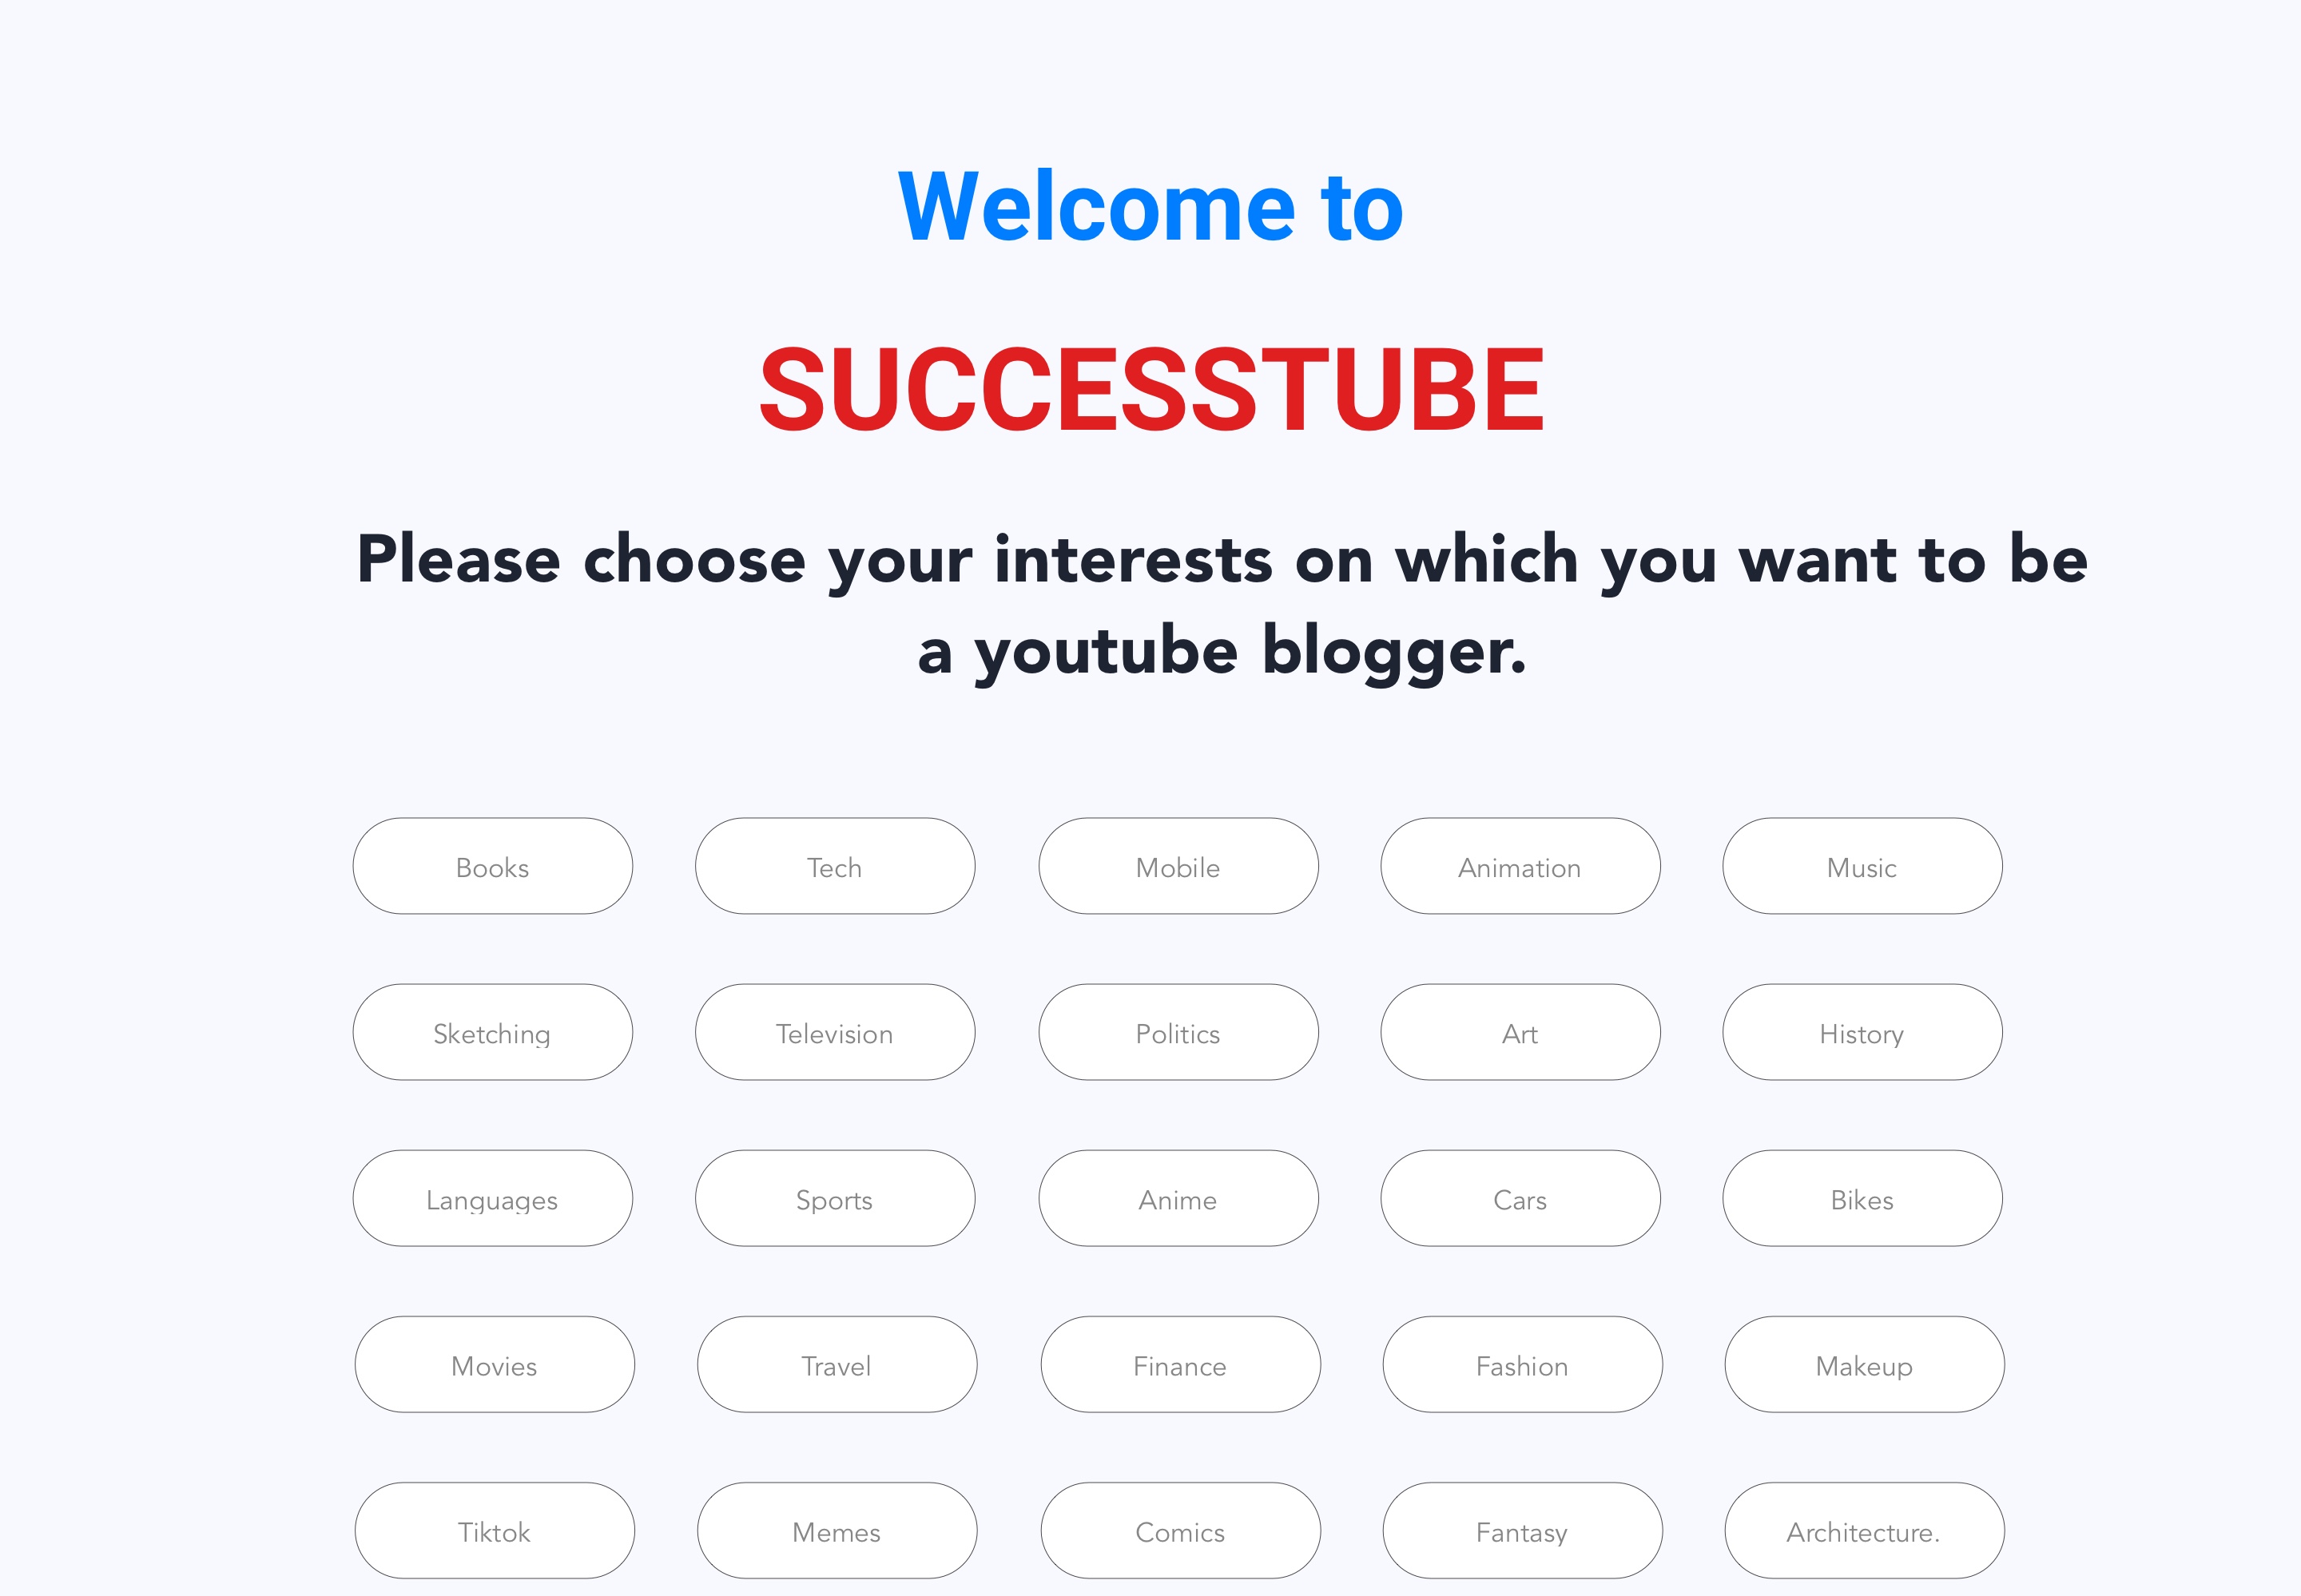 Welcome to
SUCCESSTUBE
Please choose your interests on which you want to be
a youtube blogger.
Books
Tech
Mobile
Animation
Music
Sketching
Television
Politics
Art
History
Languages
Sports
Anime
Cars
Bikes
Movies
Travel
Finance
Fashion
Makeup
Tiktok
Memes
Comics
Fantasy
Architecture.